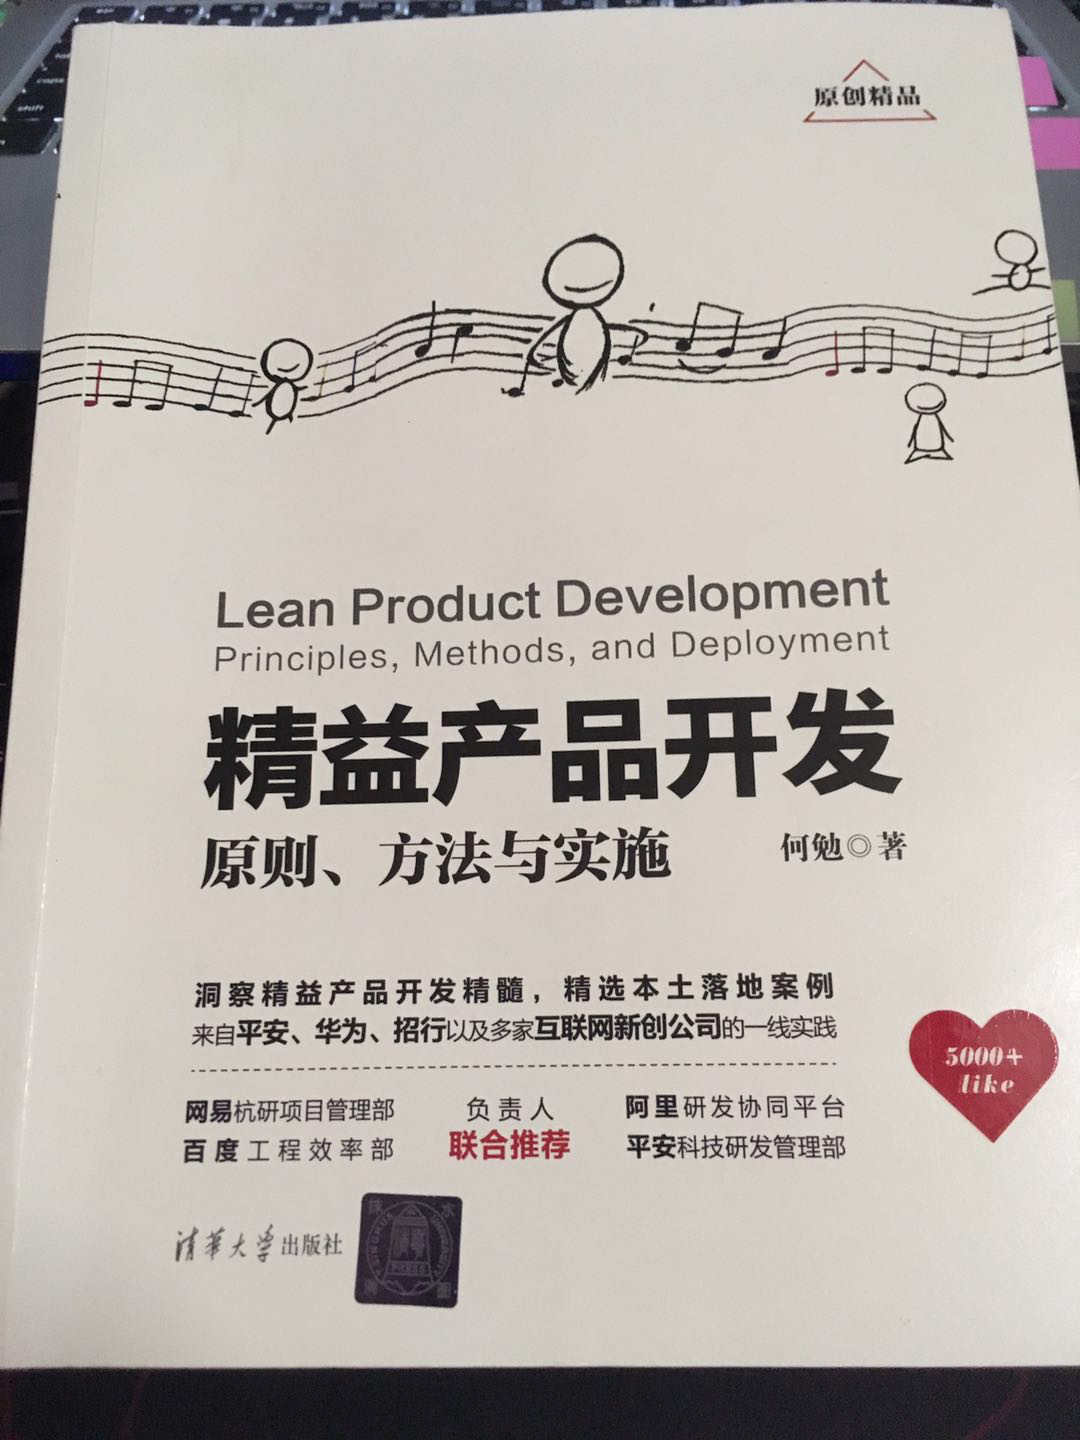 原创精品
Lean Product Development
Principles, Methods, and Deployment
精益产品开发
原则、方法与实施
何勉◎著
洞察精益产品开发精髓，精选本土落地案例
来自平安、华为、招行以及多家互联网新创公司的一线实践
5000+
like
网易杭研项目管理部 负责人 阿里研发协同平台
百度工程效率部 联合推荐 平安科技研发管理部
清华大学出版社
PRESS